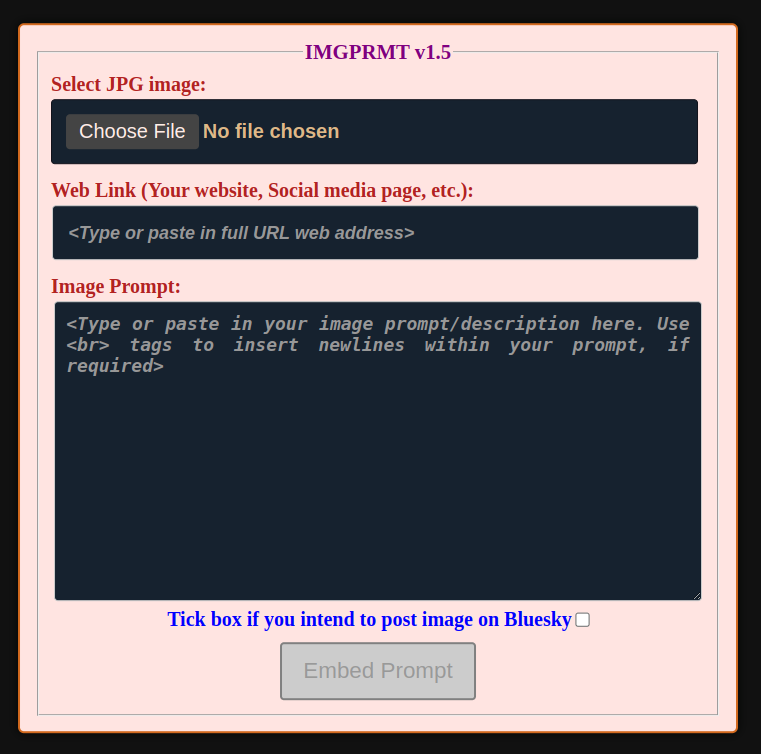 IMGPRMT v1.5
Select JPG image:
Choose File No file chosen
Web Link (Your website, Social media page, etc.):
<Type or paste in full URL web address>
Image Prompt:
<Type or paste in your image prompt/description here. Use
<br> tags to insert newlines within your prompt, if
required>
Tick box if you intend to post image on Bluesky
Embed Prompt